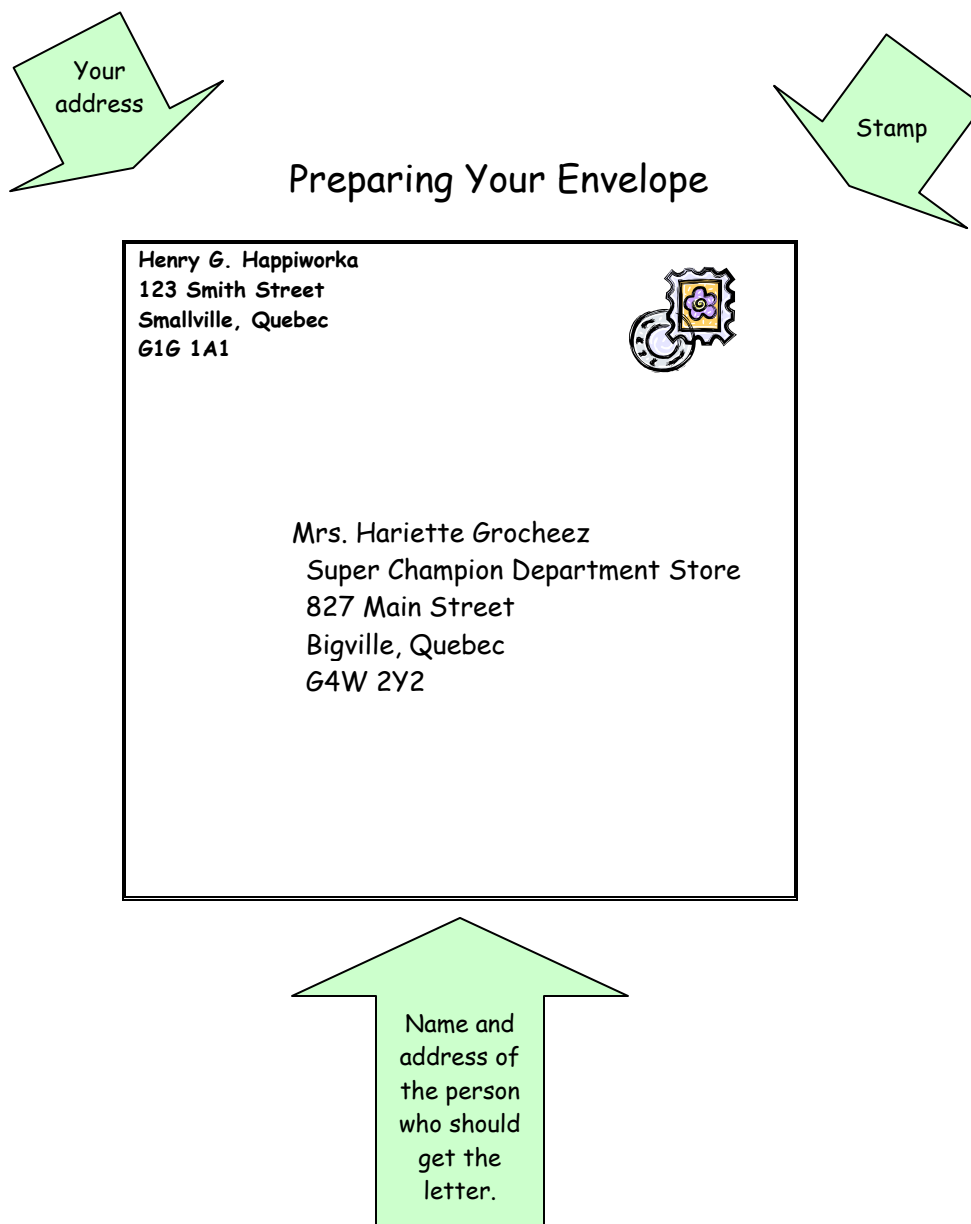 Your
address
Stamp
Preparing Your Envelope
Henry G. Happiworka
123 Smith Street
Smallville, Quebec
G1G 1A1
Mrs. Hariette Grocheez
Super Champion Department Store
827 Main Street
Bigville, Quebec
G4W 2Y2
Name and
address of
the person
who should
get the
letter.